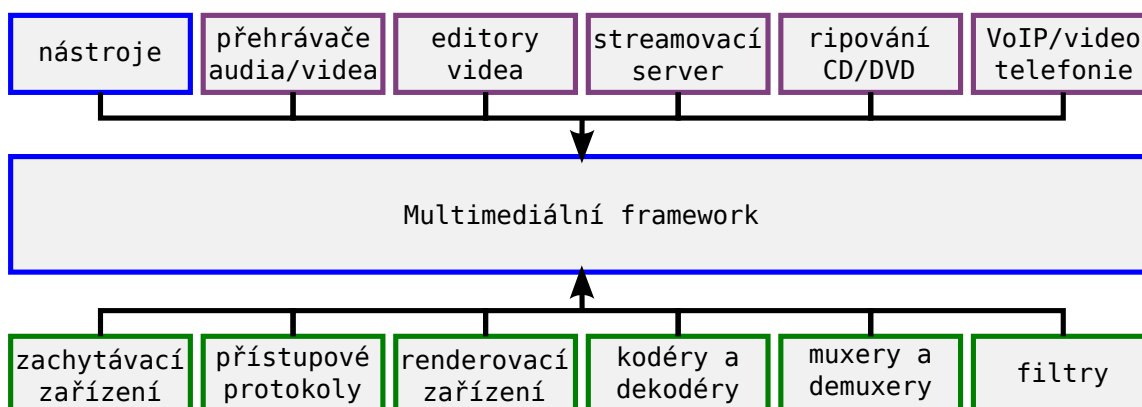 nástroje
přehrávače
audia/videa
editory
videa
streamovací
server
ripování
CD/DVD
VoIP/video
telefonie
Multimediální framework
zachytávací
zařízení
přístupové
protokoly
renderovací
zařízení
kodéry a
dekodéry
muxery a
demuxery
filtry